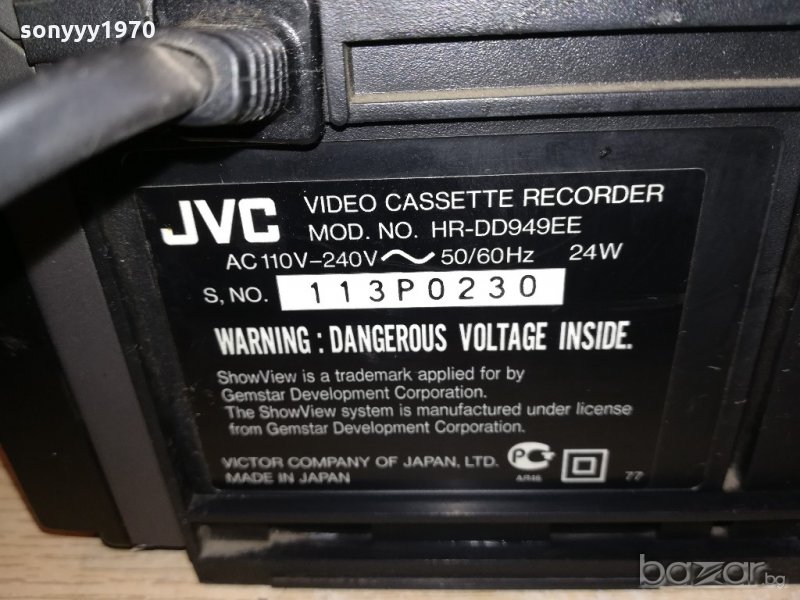 sonyyy1970
JVC VIDEO CASSETTE RECORDER
MOD. NO. HR-DD949EE
AC 110V–240V 50/60Hz 24W
S, NO. 113P0230
WARNING : DANGEROUS VOLTAGE INSIDE.
ShowView is a trademark applied for by
Gemstar Development Corporation.
The ShowView system is manufactured under license
from Gemstar Development Corporation.
VICTOR COMPANY OF JAPAN, LTD.
MADE IN JAPAN
77
bazar.bg